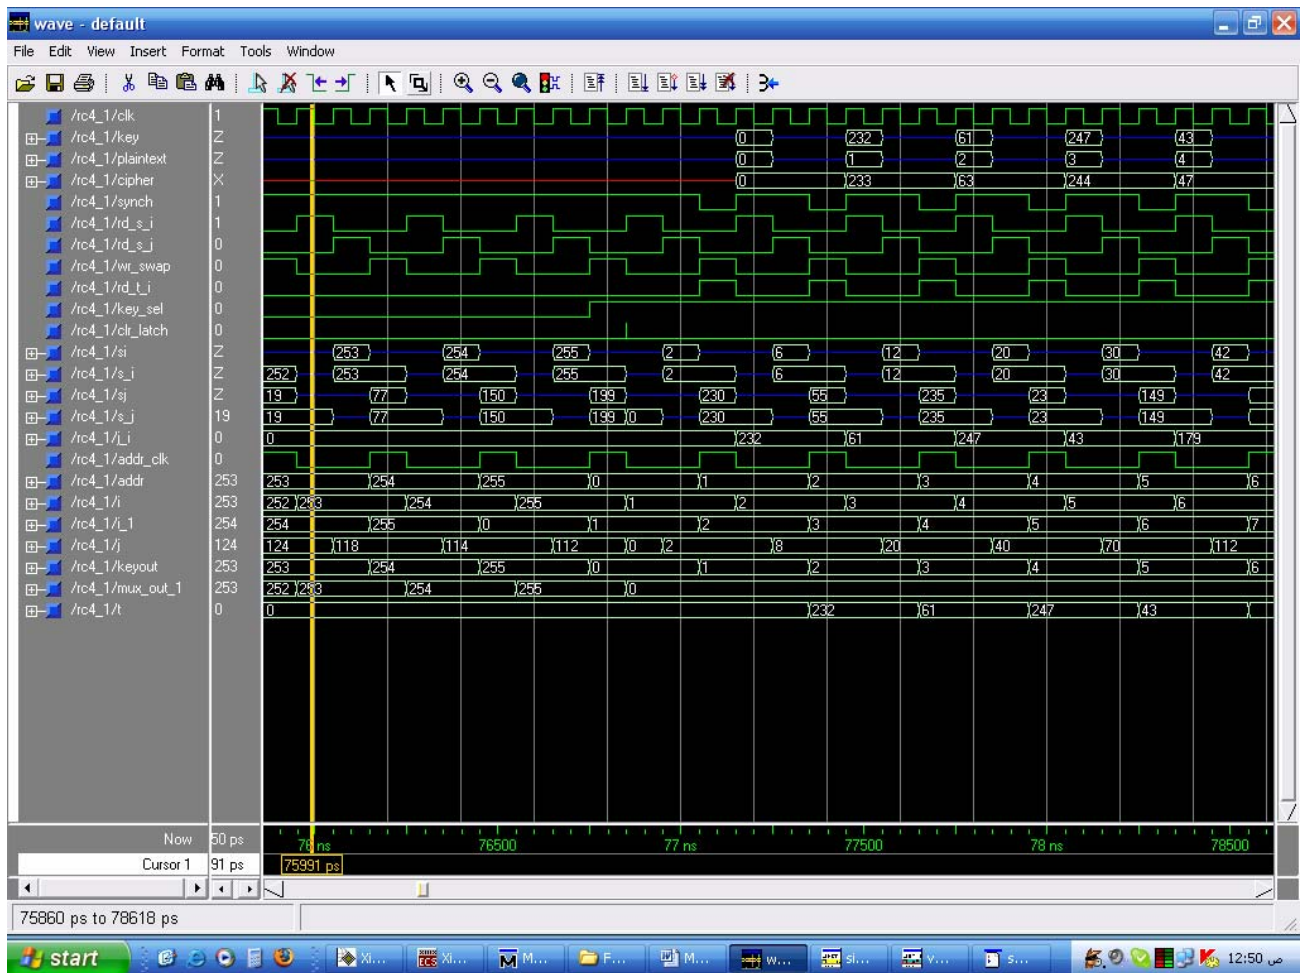 wave - default
File Edit View Insert Format Tools Window
/rc4_1/clk 1
/rc4_1/key Z 0 232 61 247 43
/rc4_1/plaintext Z 0 1 2 3 4
/rc4_1/cipher X 0 233 63 244 47
/rc4_1/synch 1
/rc4_1/rd_s_i 1
/rc4_1/rd_s_j 0
/rc4_1/wr_swap 0
/rc4_1/rd_t_i 0
/rc4_1/key_sel 0
/rc4_1/clr_latch 0
/rc4_1/si Z 253 254 255 2 6 12 20 30 42
/rc4_1/s_i Z 252 253 254 255 2 6 12 20 30 42
/rc4_1/sj Z 19 77 150 199 230 55 235 23 149
/rc4_1/s_j 19 19 77 150 199 0 230 55 235 23 149
/rc4_1/j_i 0 0 232 61 247 43 179
/rc4_1/addr_clk 0
/rc4_1/addr 253 253 254 255 0 1 2 3 4 5 6
/rc4_1/i 253 252 253 254 255 1 2 3 4 5 6
/rc4_1/i_1 254 254 255 0 1 2 3 4 5 6 7
/rc4_1/j 124 124 118 114 112 0 2 8 20 40 70 112
/rc4_1/keyout 253 253 254 255 0 1 2 3 4 5 6
/rc4_1/mux_out_1 253 252 253 254 255 0
/rc4_1/t 0 0 232 61 247 43
Now 50 ps 76 ns 76500 77 ns 77500 78 ns 78500
Cursor 1 91 ps 75991 ps
75860 ps to 78618 ps
start Xi... Xi... M... F... M... w... si... v... s... 12:50 ص